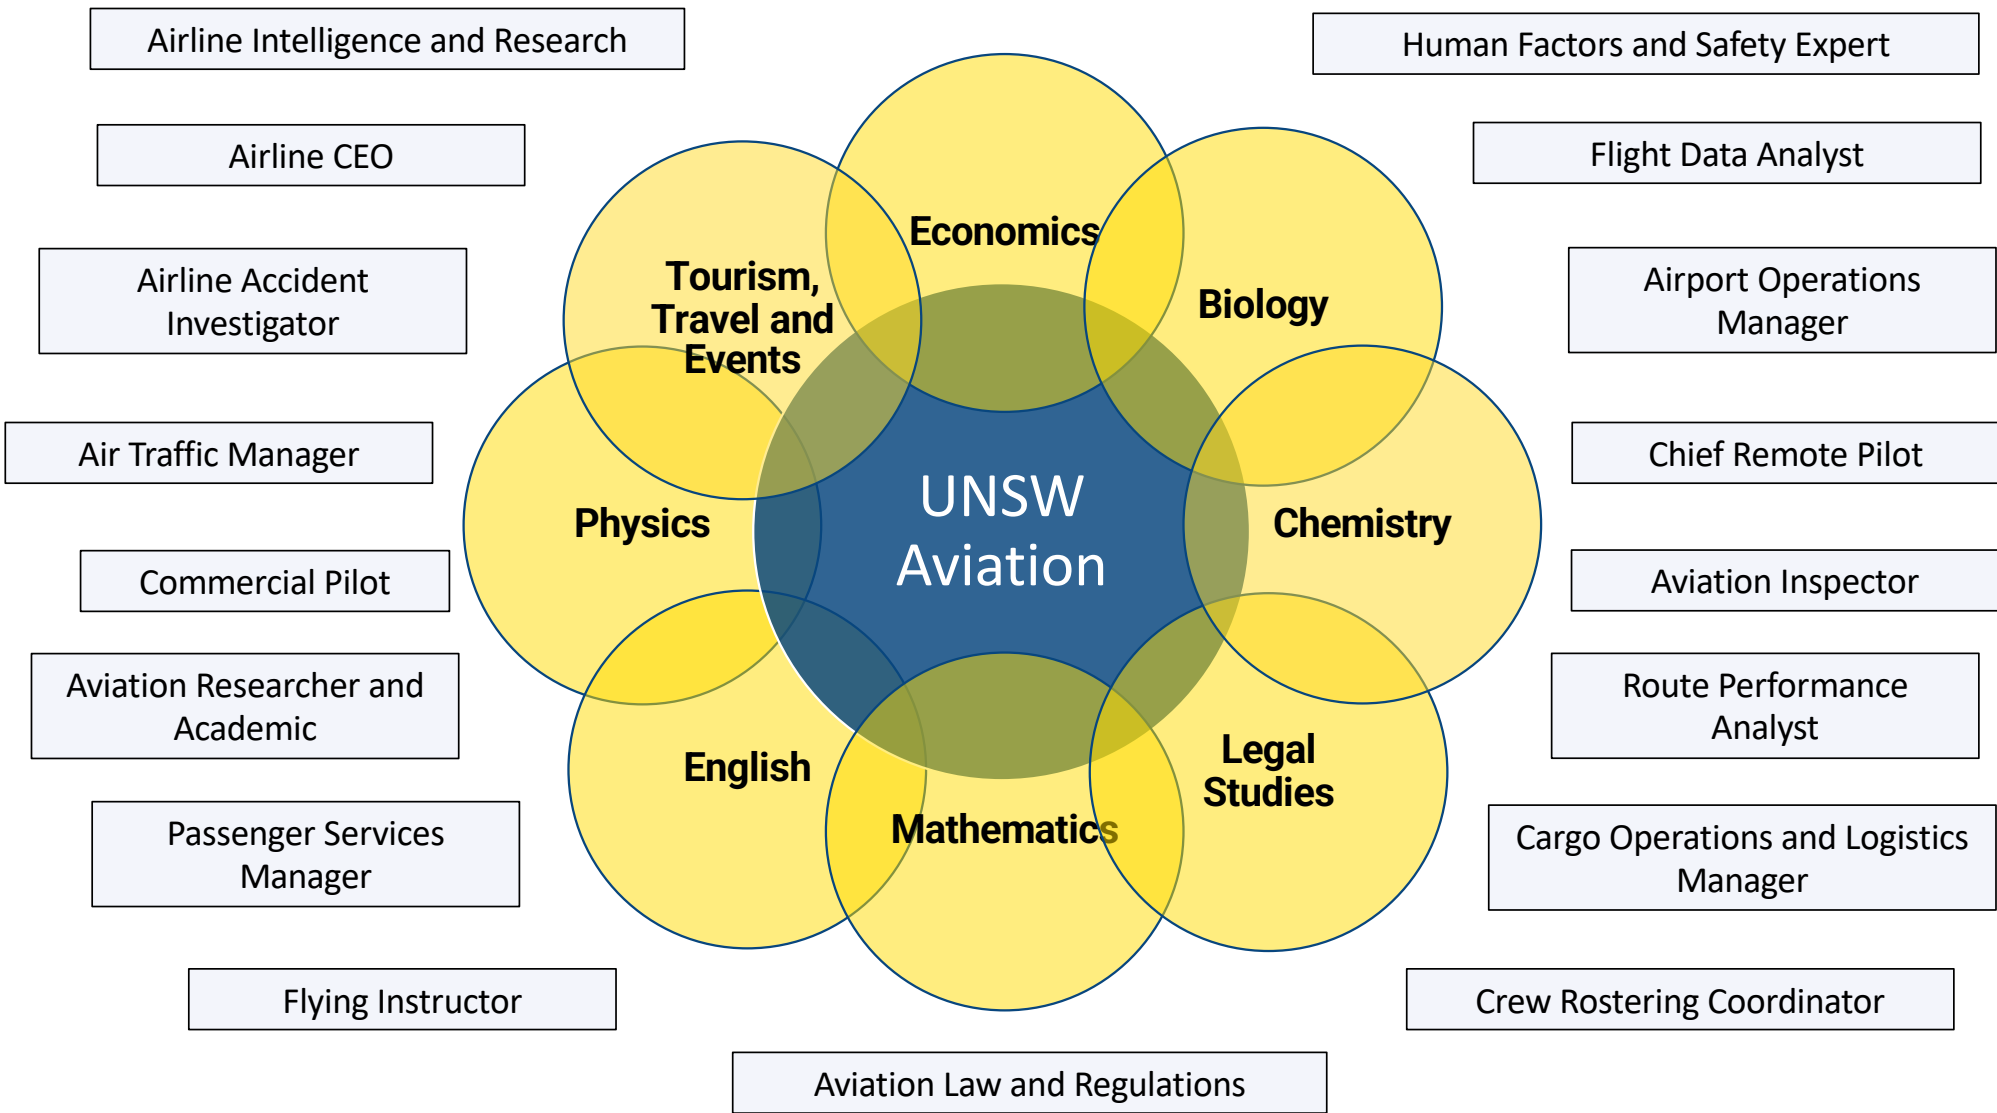 Airline Intelligence and Research
Human Factors and Safety Expert
Airline CEO
Flight Data Analyst
Airline Accident
Investigator
Airport Operations
Manager
Air Traffic Manager
Chief Remote Pilot
Commercial Pilot
Aviation Inspector
Aviation Researcher and
Academic
Route Performance
Analyst
Passenger Services
Manager
Cargo Operations and Logistics
Manager
Flying Instructor
Crew Rostering Coordinator
Aviation Law and Regulations
Economics
Tourism,
Travel and
Events
Biology
Physics
UNSW
Aviation
Chemistry
English
Mathematics
Legal
Studies